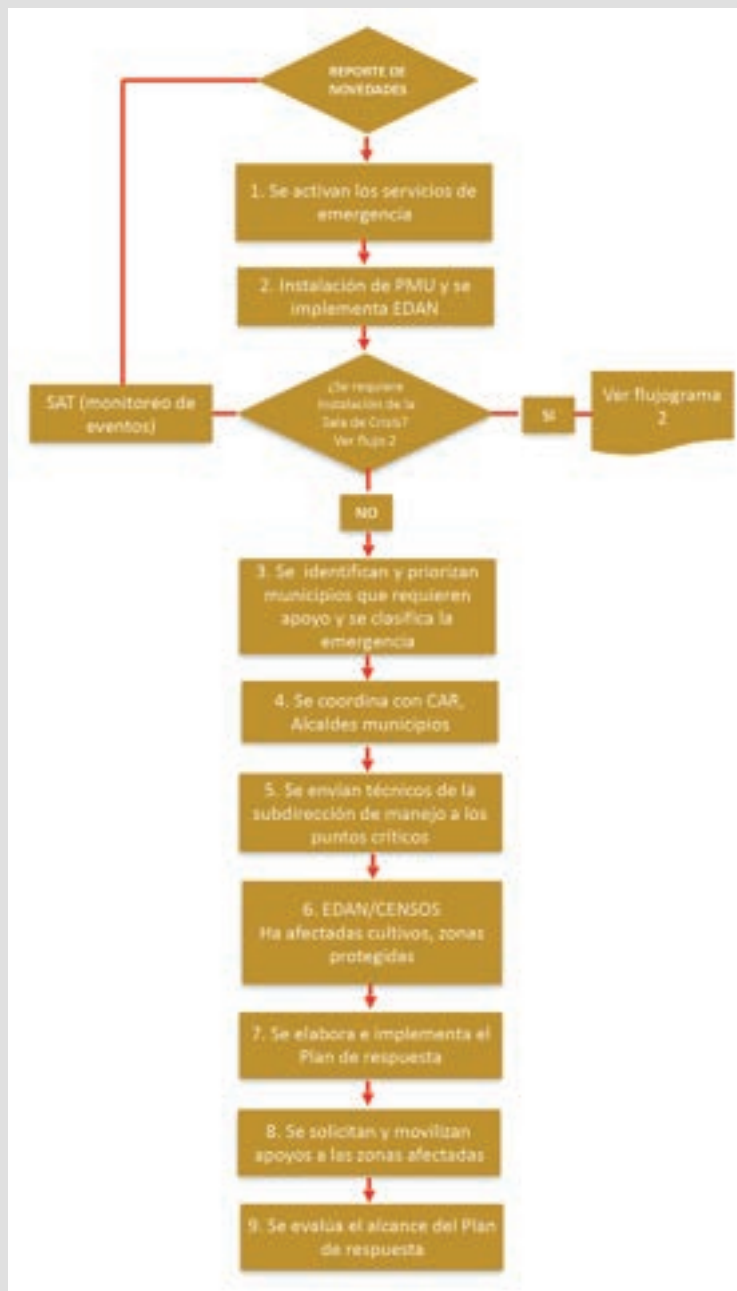 REPORTE DE
NOVEDADES
1. Se activan los servicios de
emergencia
2. Instalación de PMU y se
implementa EDAN
SAT (monitoreo de
eventos)
¿Se requiere
Instalación de la
Sala de Crisis?
Ver flujo 2
SI
Ver flujograma
2
NO
3. Se identifican y priorizan
municipios que requieren
apoyo y se clasifica la
emergencia
4. Se coordina con CAR,
Alcaldes municipios
5. Se envían técnicos de la
subdirección de manejo a los
puntos críticos
6. EDAN/CENSOS
Ha afectadas cultivos, zonas
protegidas
7. Se elabora e implementa el
Plan de respuesta
8. Se solicitan y movilizan
apoyos a las zonas afectadas
9. Se evalúa el alcance del Plan
de respuesta